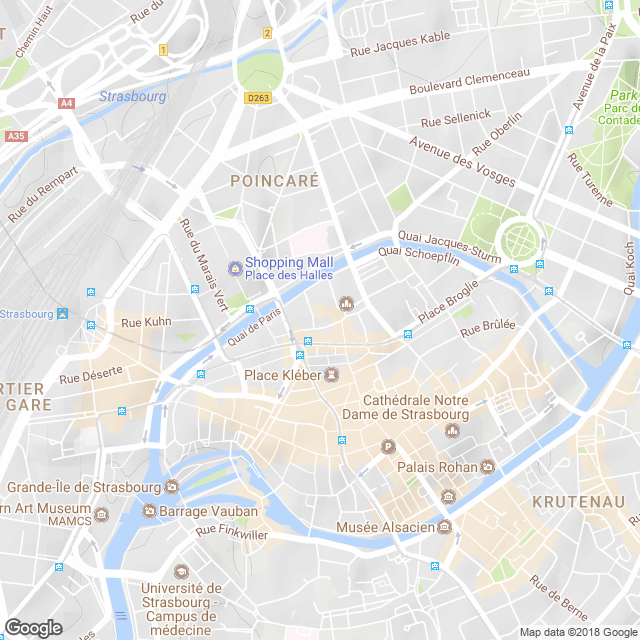 Rue du
Chemin Haut
2
1
Rue Jacques Kable
Avenue de la Paix
Strasbourg
A4
D263
A35
Boulevard Clemenceau
Park
Parc du
Contade
Rue Sellenick
Rue Oberlin
Avenue des Vosges
Rue Turenne
Rue du Rempart
POINCARÉ
Rue du Marais Vert
Quai Jacques-Sturm
Quai Schoepflin
Quai Koch
Shopping Mall
Place des Halles
Strasbourg
Rue Kuhn
Quai de Paris
Place Broglie
Rue Brûlée
Rue Déserte
Place Kléber
RTIER
GARE
Cathédrale Notre
Dame de Strasbourg
P
Palais Rohan
Grande-Île de Strasbourg
KRUTENAU
rn Art Museum
MAMCS
Barrage Vauban
Musée Alsacien
Rue Finkwiller
Université de
Strasbourg -
Campus de
médecine
Rue de Berne
Google
Map data ©2018 Google